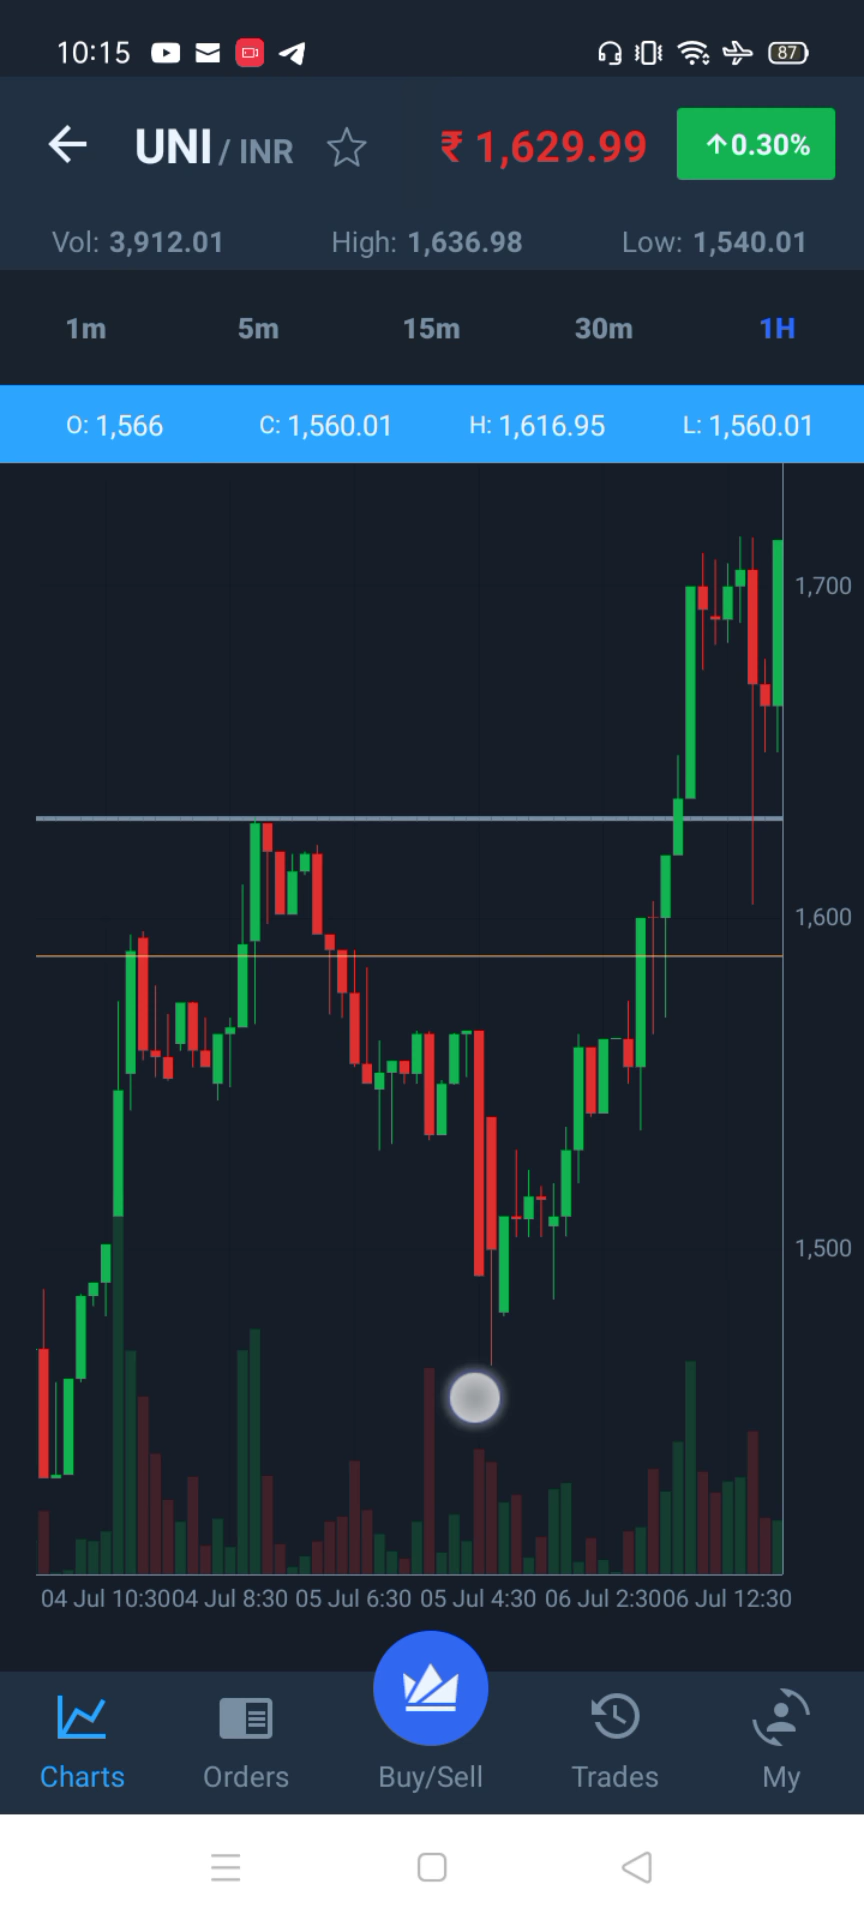 10:15 87
UNI / INR ₹ 1,629.99 ↑0.30%
Vol: 3,912.01 High: 1,636.98 Low: 1,540.01
1m 5m 15m 30m 1H
O: 1,566 C: 1,560.01 H: 1,616.95 L: 1,560.01
1,700
1,600
1,500
04 Jul 10:30 04 Jul 8:30 05 Jul 6:30 05 Jul 4:30 06 Jul 2:30 06 Jul 12:30
Charts Orders Buy/Sell Trades My